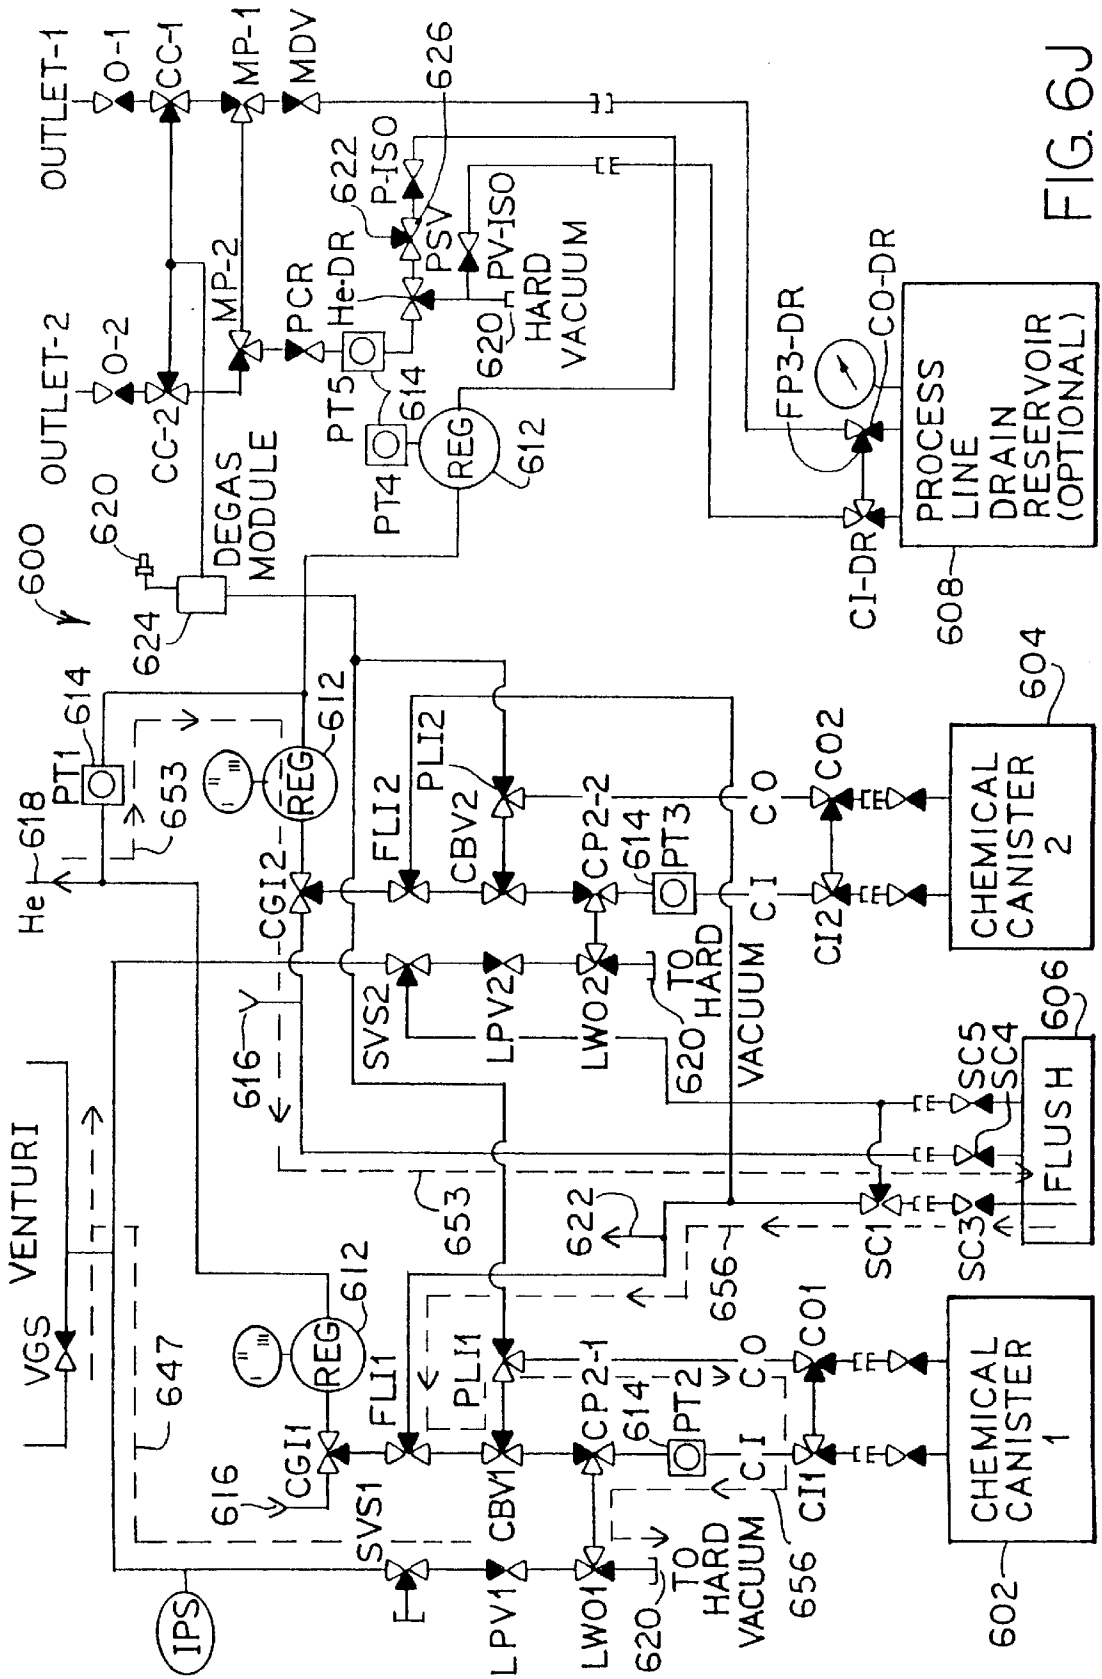 OUTLET-1
O-1
CC-1
MP-1
MDV
626
OUTLET-2
O-2
CC-2
MP-2
PCR
He-DR
622
P-ISO
PSV
PV-ISO
620
HARD
VACUUM
PT5
614
PT4
REG
612
620
DEGAS
MODULE
624
600
FP3-DR
CO-DR
CI-DR
PROCESS
LINE
DRAIN
RESERVOIR
(OPTIONAL)
608
FIG. 6J
He
618
PT1
614
653
REG
612
CGI2
FLI2
PLI2
CBV2
CP2-2
614
PT3
CO
CI
CO2
CI2
604
CHEMICAL
CANISTER
2
616
SVS2
LPV2
LWO2
620
TO
HARD
VACUUM
VENTURI
VGS
647
653
622
656
SC1
SC3
SC5
SC4
606
FLUSH
REG
612
CGI1
616
FLI1
PLI1
SVS1
CBV1
CP2-1
614
PT2
CO
CI
CO1
CI1
656
IPS
LPV1
LWO1
620
TO
HARD
VACUUM
602
CHEMICAL
CANISTER
1